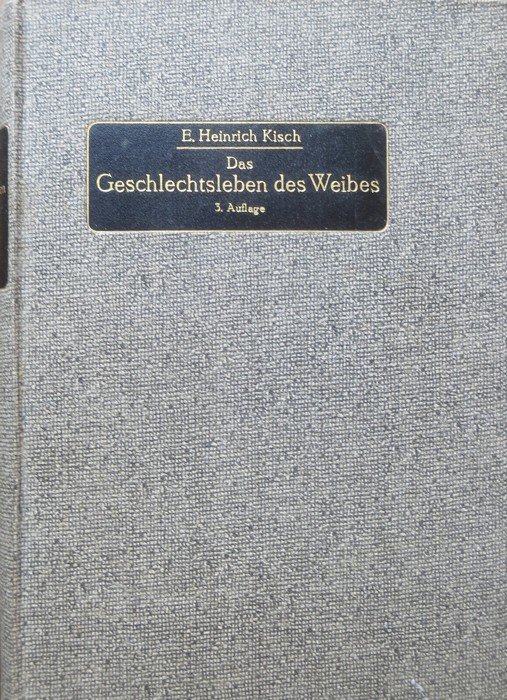 E. Heinrich Kisch
Das
Geschlechtsleben des Weibes
3. Auflage